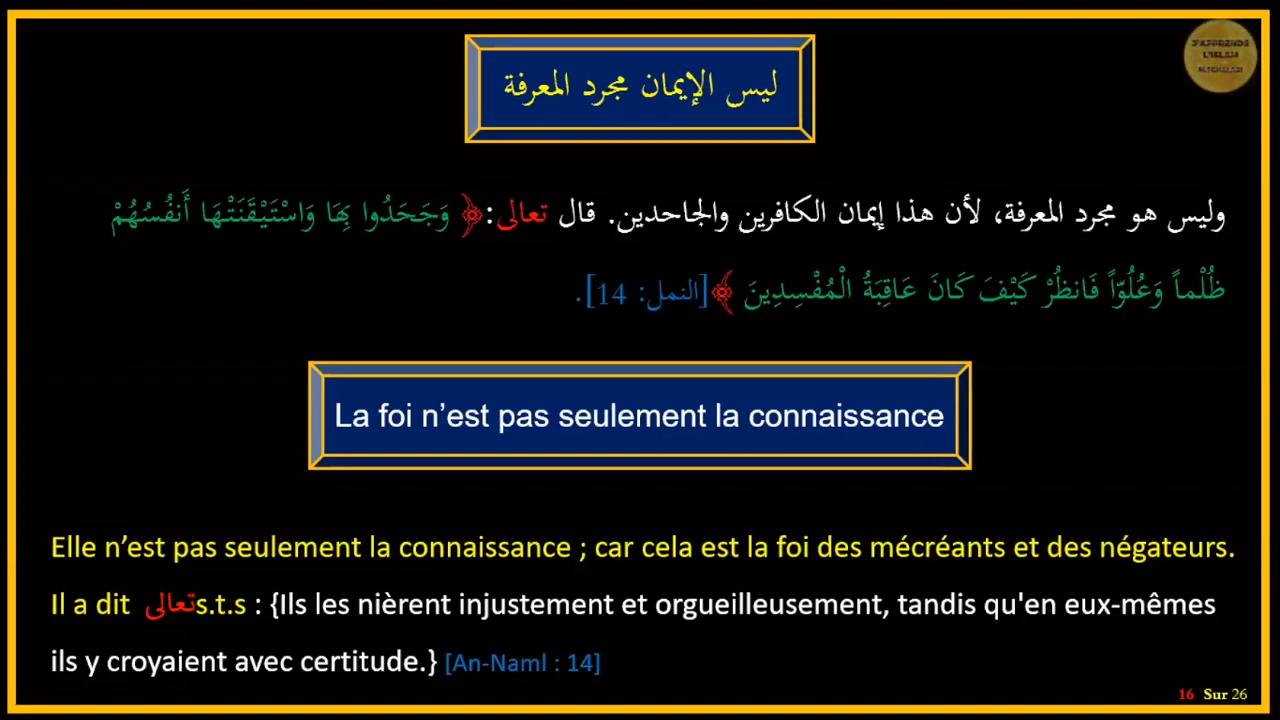 J'APPRENDS
L'ISLAM
ليس الإيمان مجرد المعرفة
وليس هو مجرد المعرفة، لأن هذا إيمان الكافرين والجاحدين. قال تعالى: ﴿وَجَحَدُوا بِهَا وَاسْتَيْقَنَتْهَا أَنفُسُهُمْ
ظُلْماً وَعُلُوّاً فَانظُرْ كَيْفَ كَانَ عَاقِبَةُ الْمُفْسِدِينَ﴾ [النمل: 14].
La foi n’est pas seulement la connaissance
Elle n’est pas seulement la connaissance ; car cela est la foi des mécréants et des négateurs.
Il a dit تعالى s.t.s : {Ils les nièrent injustement et orgueilleusement, tandis qu'en eux-mêmes
ils y croyaient avec certitude.} [An-Naml : 14]
16 Sur 26